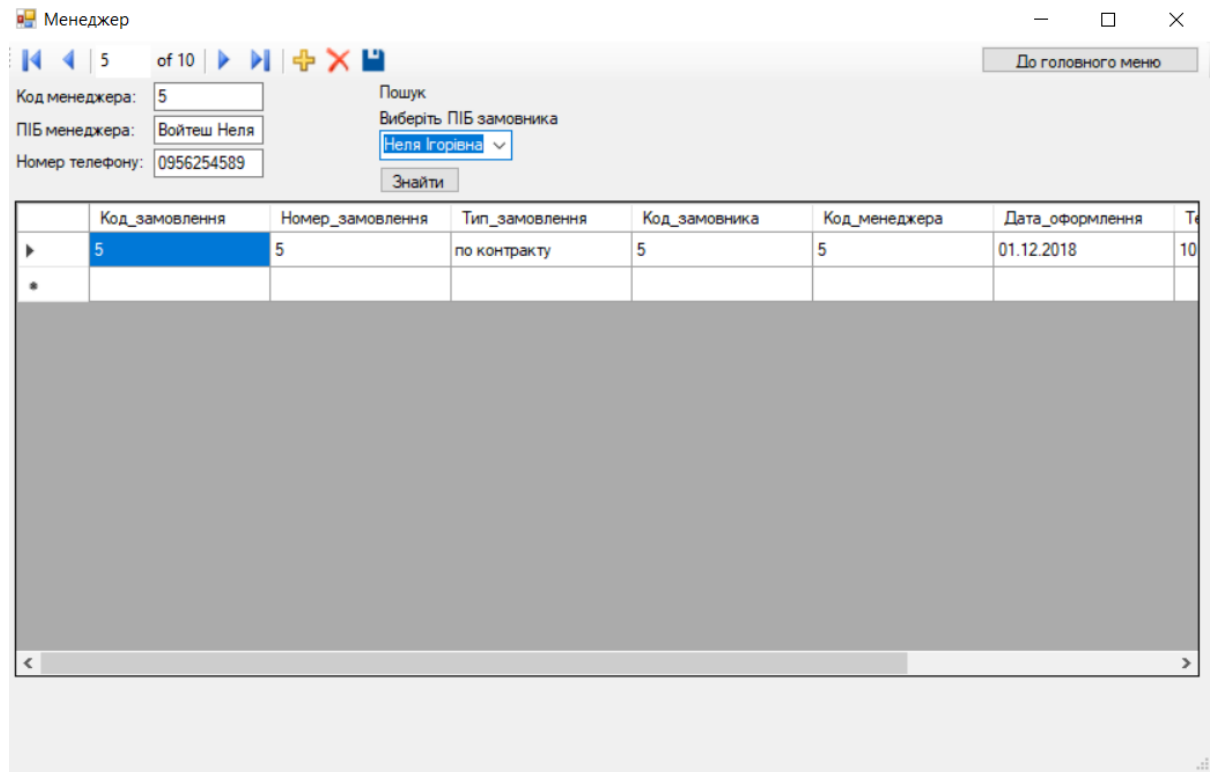 Менеджер
5 of 10
До головного меню
Код менеджера: 5
Пошук
ПІБ менеджера: Войтеш Неля
Виберіть ПІБ замовника
Неля Ігорівна
Номер телефону: 0956254589
Знайти
Код_замовлення Номер_замовлення Тип_замовлення Код_замовника Код_менеджера Дата_оформлення Те
5 5 по контракту 5 5 01.12.2018 10